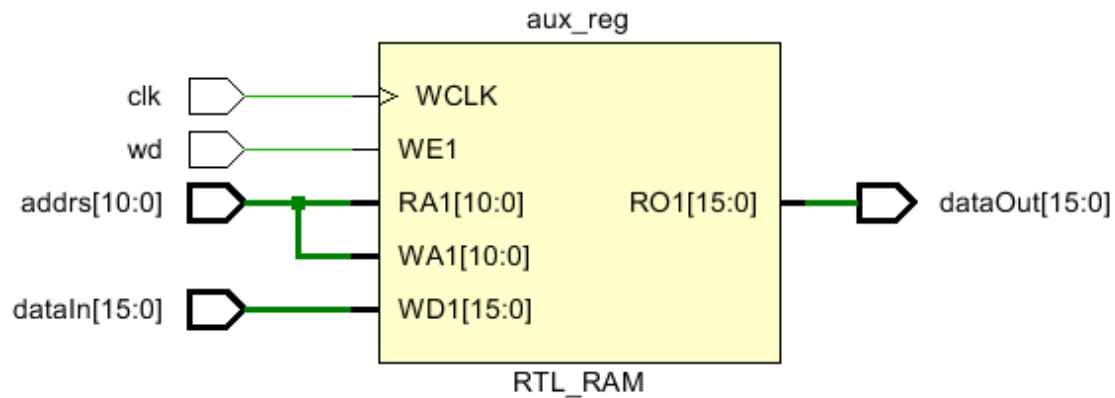 aux_reg
clk
WCLK
wd
WE1
addrs[10:0]
RA1[10:0]
RO1[15:0]
dataOut[15:0]
WA1[10:0]
dataIn[15:0]
WD1[15:0]
RTL_RAM